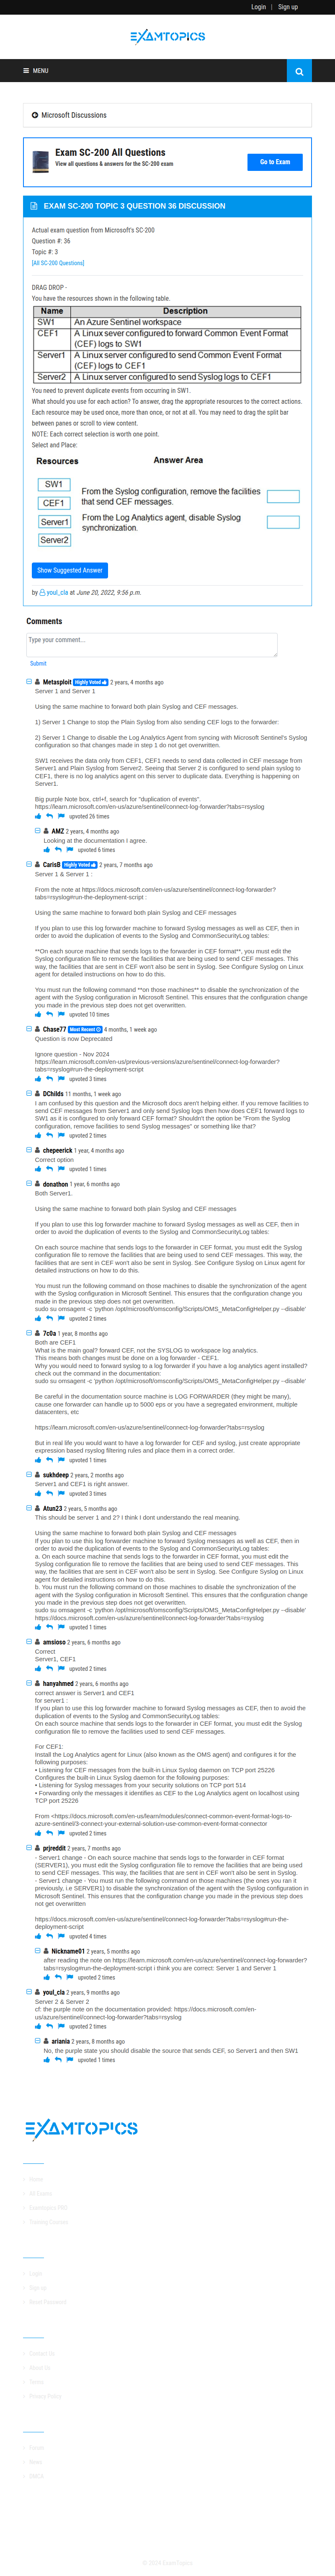 Login | Sign up
EXAMTOPICS
MENU
Microsoft Discussions
Exam SC-200 All Questions
View all questions & answers for the SC-200 exam
Go to Exam
EXAM SC-200 TOPIC 3 QUESTION 36 DISCUSSION
Actual exam question from Microsoft's SC-200
Question #: 36
Topic #: 3
[All SC-200 Questions]
DRAG DROP -
You have the resources shown in the following table.
Name Description
SW1 An Azure Sentinel workspace
CEF1 A Linux sever configured to forward Common Event Format (CEF) logs to SW1
Server1 A Linux server configured to send Common Event Format (CEF) logs to CEF1
Server2 A Linux server configured to send Syslog logs to CEF1
You need to prevent duplicate events from occurring in SW1.
What should you use for each action? To answer, drag the appropriate resources to the correct actions.
Each resource may be used once, more than once, or not at all. You may need to drag the split bar
between panes or scroll to view content.
NOTE: Each correct selection is worth one point.
Select and Place:
Resources Answer Area
SW1
CEF1
Server1
Server2
From the Syslog configuration, remove the facilities that send CEF messages.
From the Log Analytics agent, disable Syslog synchronization.
Show Suggested Answer
by youl_cla at June 20, 2022, 9:56 p.m.
Comments
Type your comment...
Submit
Metasploit Highly Voted 2 years, 4 months ago
Server 1 and Server 1
Using the same machine to forward both plain Syslog and CEF messages.
1) Server 1 Change to stop the Plain Syslog from also sending CEF logs to the forwarder:
2) Server 1 Change to disable the Log Analytics Agent from syncing with Microsoft Sentinel's Syslog
configuration so that changes made in step 1 do not get overwritten.
SW1 receives the data only from CEF1, CEF1 needs to send data collected in CEF message from
Server1 and Plain Syslog from Server2. Seeing that Server 2 is configured to send plain syslog to
CEF1, there is no log analytics agent on this server to duplicate data. Everything is happening on
Server1.
Big purple Note box, ctrl+f, search for "duplication of events".
https://learn.microsoft.com/en-us/azure/sentinel/connect-log-forwarder?tabs=rsyslog
upvoted 26 times
AMZ 2 years, 4 months ago
Looking at the documentation I agree.
upvoted 6 times
CarisB Highly Voted 2 years, 7 months ago
Server 1 & Server 1 :
From the note at https://docs.microsoft.com/en-us/azure/sentinel/connect-log-forwarder?
tabs=rsyslog#run-the-deployment-script :
Using the same machine to forward both plain Syslog and CEF messages
If you plan to use this log forwarder machine to forward Syslog messages as well as CEF, then in
order to avoid the duplication of events to the Syslog and CommonSecurityLog tables:
**On each source machine that sends logs to the forwarder in CEF format**, you must edit the
Syslog configuration file to remove the facilities that are being used to send CEF messages. This
way, the facilities that are sent in CEF won't also be sent in Syslog. See Configure Syslog on Linux
agent for detailed instructions on how to do this.
You must run the following command **on those machines** to disable the synchronization of the
agent with the Syslog configuration in Microsoft Sentinel. This ensures that the configuration change
you made in the previous step does not get overwritten.
upvoted 10 times
Chase77 Most Recent 4 months, 1 week ago
Question is now Deprecated
Ignore question - Nov 2024
https://learn.microsoft.com/en-us/previous-versions/azure/sentinel/connect-log-forwarder?
tabs=rsyslog#run-the-deployment-script
upvoted 3 times
DChilds 11 months, 1 week ago
I am confused by this question and the Microsoft docs aren't helping either. If you remove facilities to
send CEF messages from Server1 and only send Syslog logs then how does CEF1 forward logs to
SW1 as it is configured to only forward CEF format? Shouldn't the option be "From the Syslog
configuration, remove the facilities to send Syslog messages" or something like that?
upvoted 2 times
chepeerick 1 year, 4 months ago
Correct option
upvoted 1 times
donathon 1 year, 6 months ago
Both Server1.
Using the same machine to forward both plain Syslog and CEF messages
If you plan to use this log forwarder machine to forward Syslog messages as well as CEF, then in
order to avoid the duplication of events to the Syslog and CommonSecurityLog tables:
On each source machine that sends logs to the forwarder in CEF format, you must edit the Syslog
configuration file to remove the facilities that are being used to send CEF messages. This way, the
facilities that are sent in CEF won't also be sent in Syslog. See Configure Syslog on Linux agent for
detailed instructions on how to do this.
You must run the following command on those machines to disable the synchronization of the agent
with the Syslog configuration in Microsoft Sentinel. This ensures that the configuration change you
made in the previous step does not get overwritten.
sudo su omsagent -c 'python /opt/microsoft/omsconfig/Scripts/OMS_MetaConfigHelper.py --disable'
upvoted 2 times
7c0a 1 year, 8 months ago
Both are CEF1
What is the main goal? forward CEF, not the SYSLOG to workspace log analytics.
This means both changes must be done on a log forwarder - CEF1.
Why you would need to forward syslog to a log forwarder if you have a log analytics agent installed?
check out the command in the documentation:
sudo su omsagent -c 'python /opt/microsoft/omsconfig/Scripts/OMS_MetaConfigHelper.py --disable'
Be careful in the documentation source machine is LOG FORWARDER (they might be many),
cause one forwarder can handle up to 5000 eps or you have a segregated environment, multiple
datacenters, etc
https://learn.microsoft.com/en-us/azure/sentinel/connect-log-forwarder?tabs=rsyslog
But in real life you would want to have a log forwarder for CEF and syslog, just create appropriate
expression based rsyslog filtering rules and place them in a correct order.
upvoted 1 times
sukhdeep 2 years, 2 months ago
Server1 and CEF1 is right answer.
upvoted 3 times
Atun23 2 years, 5 months ago
This should be server 1 and 2? I think I dont understando the real meaning.
Using the same machine to forward both plain Syslog and CEF messages
If you plan to use this log forwarder machine to forward Syslog messages as well as CEF, then in
order to avoid the duplication of events to the Syslog and CommonSecurityLog tables:
a. On each source machine that sends logs to the forwarder in CEF format, you must edit the
Syslog configuration file to remove the facilities that are being used to send CEF messages. This
way, the facilities that are sent in CEF won't also be sent in Syslog. See Configure Syslog on Linux
agent for detailed instructions on how to do this.
b. You must run the following command on those machines to disable the synchronization of the
agent with the Syslog configuration in Microsoft Sentinel. This ensures that the configuration change
you made in the previous step does not get overwritten.
sudo su omsagent -c 'python /opt/microsoft/omsconfig/Scripts/OMS_MetaConfigHelper.py --disable'
https://docs.microsoft.com/en-us/azure/sentinel/connect-log-forwarder?tabs=rsyslog
upvoted 1 times
amsioso 2 years, 6 months ago
Correct
Server1, CEF1
upvoted 2 times
hanyahmed 2 years, 6 months ago
correct answer is Server1 and CEF1
for server1 :
If you plan to use this log forwarder machine to forward Syslog messages as CEF, then to avoid the
duplication of events to the Syslog and CommonSecurityLog tables:
On each source machine that sends logs to the forwarder in CEF format, you must edit the Syslog
configuration file to remove the facilities used to send CEF messages.
For CEF1:
Install the Log Analytics agent for Linux (also known as the OMS agent) and configures it for the
following purposes:
• Listening for CEF messages from the built-in Linux Syslog daemon on TCP port 25226
Configures the built-in Linux Syslog daemon for the following purposes:
• Listening for Syslog messages from your security solutions on TCP port 514
• Forwarding only the messages it identifies as CEF to the Log Analytics agent on localhost using
TCP port 25226
From <https://docs.microsoft.com/en-us/learn/modules/connect-common-event-format-logs-to-
azure-sentinel/3-connect-your-external-solution-use-common-event-format-connector
upvoted 2 times
prjreddit 2 years, 7 months ago
- Server1 change - On each source machine that sends logs to the forwarder in CEF format
(SERVER1), you must edit the Syslog configuration file to remove the facilities that are being used
to send CEF messages. This way, the facilities that are sent in CEF won't also be sent in Syslog.
- Server1 change - You must run the following command on those machines (the ones you ran it
previously, i.e SERVER1) to disable the synchronization of the agent with the Syslog configuration in
Microsoft Sentinel. This ensures that the configuration change you made in the previous step does
not get overwritten
https://docs.microsoft.com/en-us/azure/sentinel/connect-log-forwarder?tabs=rsyslog#run-the-
deployment-script
upvoted 4 times
Nickname01 2 years, 5 months ago
after reading the note on https://learn.microsoft.com/en-us/azure/sentinel/connect-log-forwarder?
tabs=rsyslog#run-the-deployment-script i think you are correct: Server 1 and Server 1
upvoted 2 times
youl_cla 2 years, 9 months ago
Server 2 & Server 2
cf: the purple note on the documentation provided: https://docs.microsoft.com/en-
us/azure/sentinel/connect-log-forwarder?tabs=rsyslog
upvoted 2 times
ariania 2 years, 8 months ago
No, the purple state you should disable the source that sends CEF, so Server1 and then SW1
upvoted 1 times
EXAMTOPICS
Home
All Exams
Login
Sign up
Reset Password
Contact Us
About Us
Terms
Privacy Policy
Forum
News
DMCA
© 2024 ExamTopics